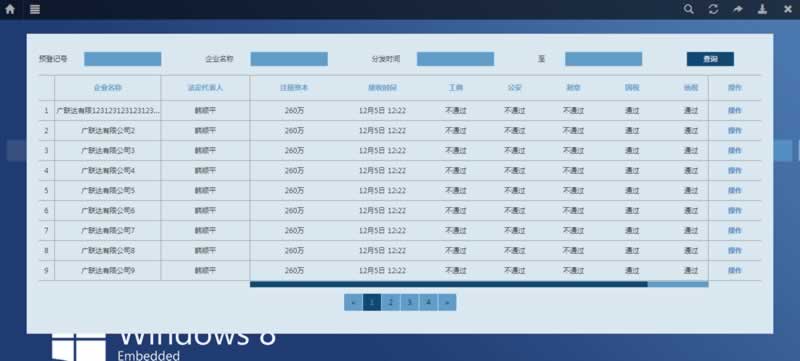 预登记号 企业名称 分发时间 至 查询
企业名称 法定代表人 注册资本 接收时间 工商 公安 刻章 国税 地税 操作
1 广联达有限123123123123123... 韩顺平 260万 12月5日 12:22 不通过 不通过 不通过 通过 通过 操作
2 广联达有限公司2 韩顺平 260万 12月5日 12:22 不通过 不通过 不通过 通过 通过 操作
3 广联达有限公司3 韩顺平 260万 12月5日 12:22 不通过 不通过 不通过 通过 通过 操作
4 广联达有限公司4 韩顺平 260万 12月5日 12:22 不通过 不通过 不通过 通过 通过 操作
5 广联达有限公司5 韩顺平 260万 12月5日 12:22 不通过 不通过 不通过 通过 通过 操作
6 广联达有限公司6 韩顺平 260万 12月5日 12:22 不通过 不通过 不通过 通过 通过 操作
7 广联达有限公司7 韩顺平 260万 12月5日 12:22 不通过 不通过 不通过 通过 通过 操作
8 广联达有限公司8 韩顺平 260万 12月5日 12:22 不通过 不通过 不通过 通过 通过 操作
9 广联达有限公司9 韩顺平 260万 12月5日 12:22 不通过 不通过 不通过 通过 通过 操作
« 1 2 3 4 »
Windows 8
Embedded